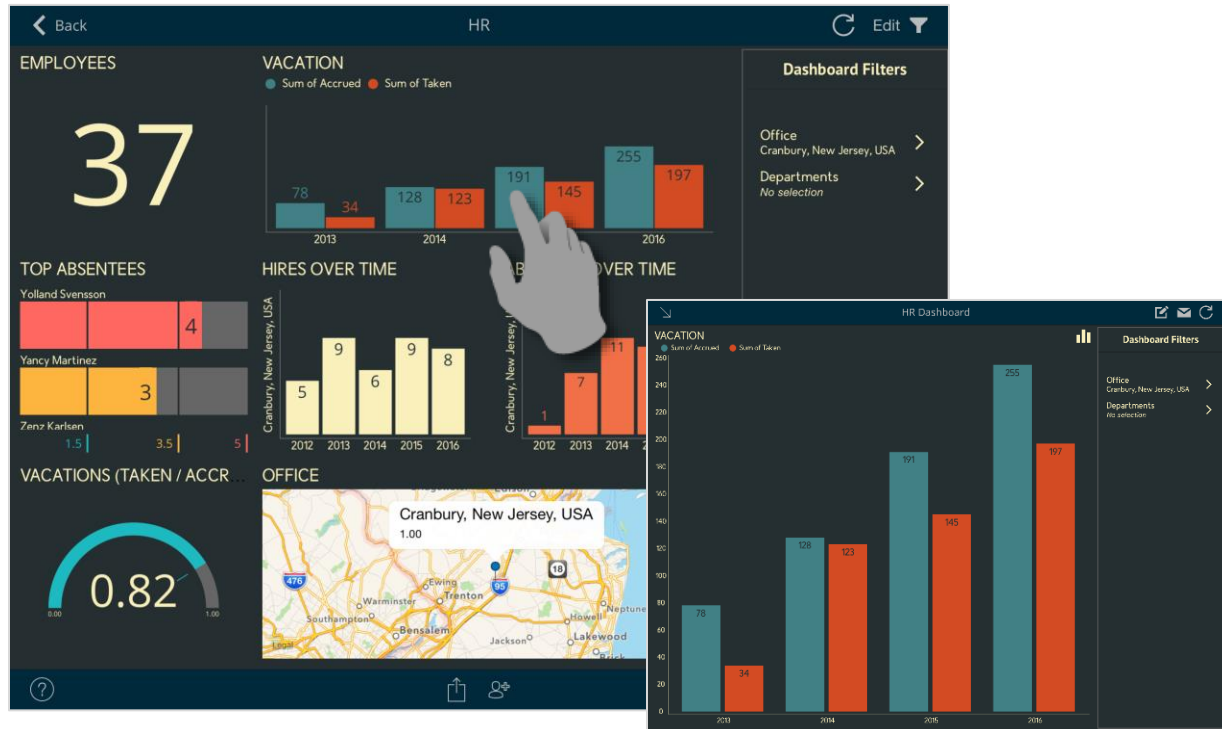 Back
HR
Edit
EMPLOYEES
37
VACATION
Sum of Accrued Sum of Taken
78 34 128 123 191 145 255 197
2013 2014 2016
Dashboard Filters
Office
Cranbury, New Jersey, USA
Departments
No selection
TOP ABSENTEES
Yolland Svensson
4
Yancy Martinez
3
Zenz Karlsen
1.5 3.5 5
HIRES OVER TIME
Cranbury, New Jersey, USA
5 9 6 9 8
2012 2013 2014 2015 2016
OVER TIME
Cranbury, New Jersey,
1 7 11
2012 2013 2014
VACATIONS (TAKEN / ACCR...
0.82
0.00 1.00
OFFICE
Cranbury, New Jersey, USA
1.00
476
18
95
Ewing
Trenton
Warminster
Southampton
Bensalem
Jackson
Howell
Neptune
Lakewood
Brick
Legal
?
HR Dashboard
VACATION
Sum of Accrued Sum of Taken
260
240
220
200
180
160
140
120
100
80
60
40
20
0
78 34 128 123 191 145 255 197
2013 2014 2015 2016
Dashboard Filters
Office
Cranbury, New Jersey, USA
Departments
No selection